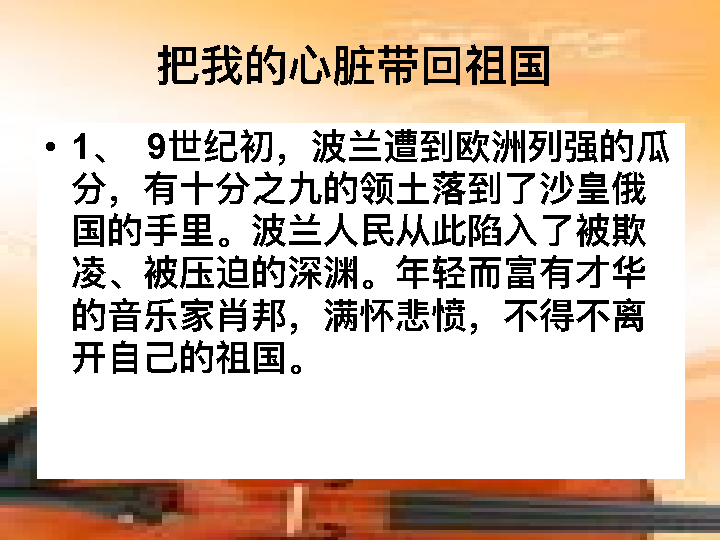 把我的心脏带回祖国
• 1、 9世纪初，波兰遭到欧洲列强的瓜
分，有十分之九的领土落到了沙皇俄
国的手里。波兰人民从此陷入了被欺
凌、被压迫的深渊。年轻而富有才华
的音乐家肖邦，满怀悲愤，不得不离
开自己的祖国。